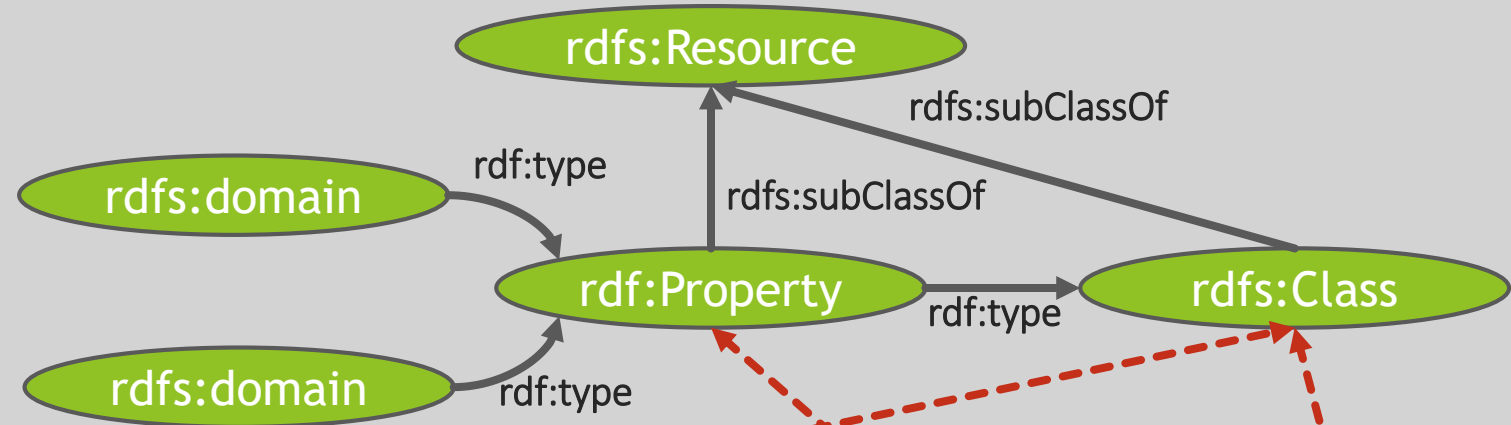 rdfs:Resource
rdfs:subClassOf
rdf:type
rdfs:domain
rdfs:subClassOf
rdf:Property
rdfs:Class
rdf:type
rdfs:domain
rdf:type